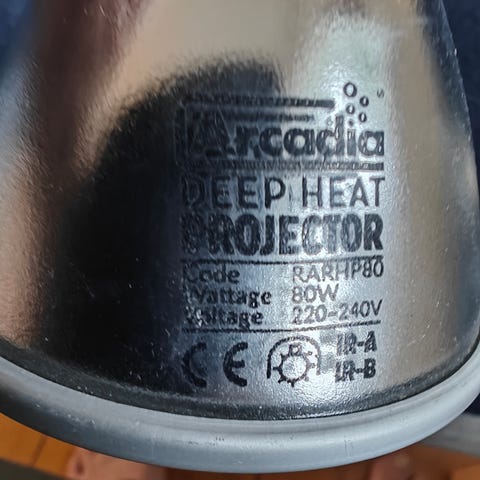 Arcadia
DEEP HEAT
PROJECTOR
Code RARHP80
Wattage 80W
Voltage 220-240V
CE IR-A
IR-B